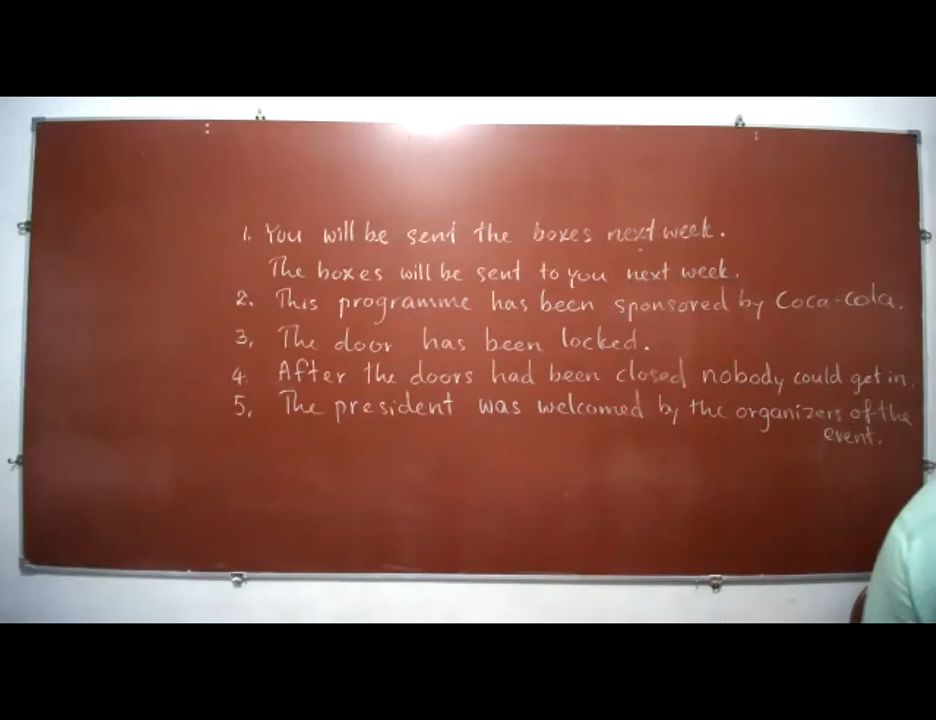 1. You will be sent the boxes next week.
The boxes will be sent to you next week.
2. This programme has been sponsored by Coca-cola.
3, The door has been locked.
4. After the doors had been closed nobody could get in.
5, The president was welcomed by the organizers of the
event.